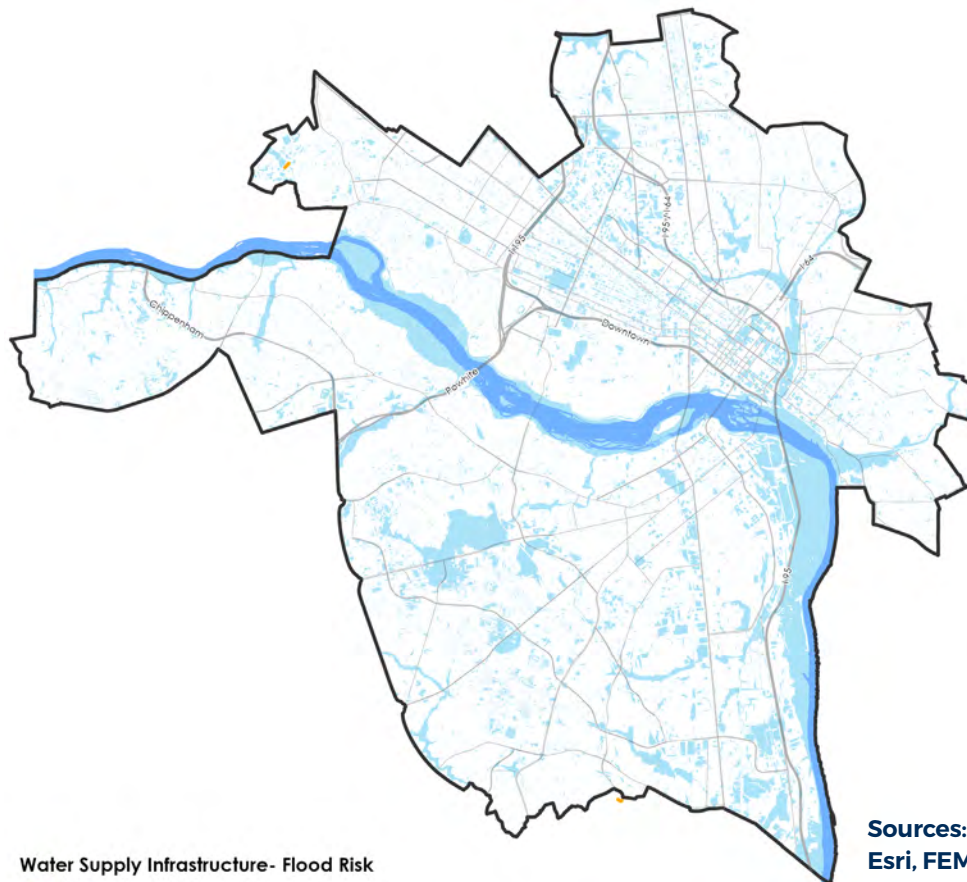 I-95 / I-64
I-95
I-64
Chippenham
Downtown
Powhite
I-95
Water Supply Infrastructure- Flood Risk
Sources:
Esri, FEM